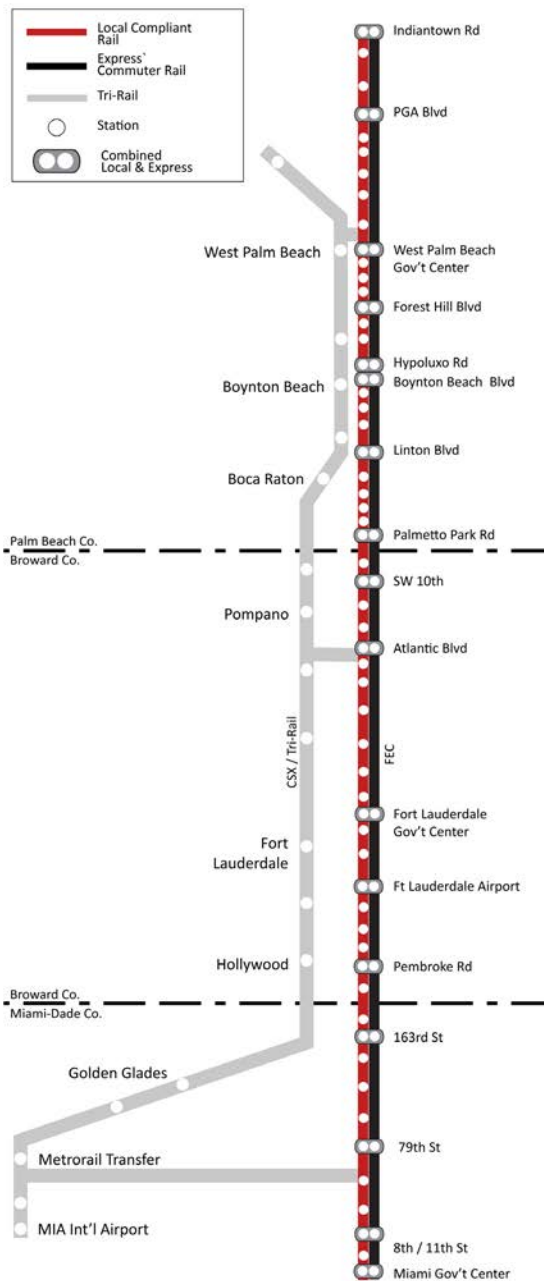 Local Compliant
Rail
Express`
Commuter Rail
Tri-Rail
Station
Combined
Local & Express
Indiantown Rd
PGA Blvd
West Palm Beach
West Palm Beach
Gov't Center
Forest Hill Blvd
Hypoluxo Rd
Boynton Beach
Boynton Beach Blvd
Linton Blvd
Boca Raton
Palmetto Park Rd
Palm Beach Co.
Broward Co.
SW 10th
Pompano
Atlantic Blvd
CSX / Tri-Rail
FEC
Fort Lauderdale
Gov't Center
Fort
Lauderdale
Ft Lauderdale Airport
Hollywood
Pembroke Rd
Broward Co.
Miami-Dade Co.
163rd St
Golden Glades
79th St
Metrorail Transfer
MIA Int'l Airport
8th / 11th St
Miami Gov't Center